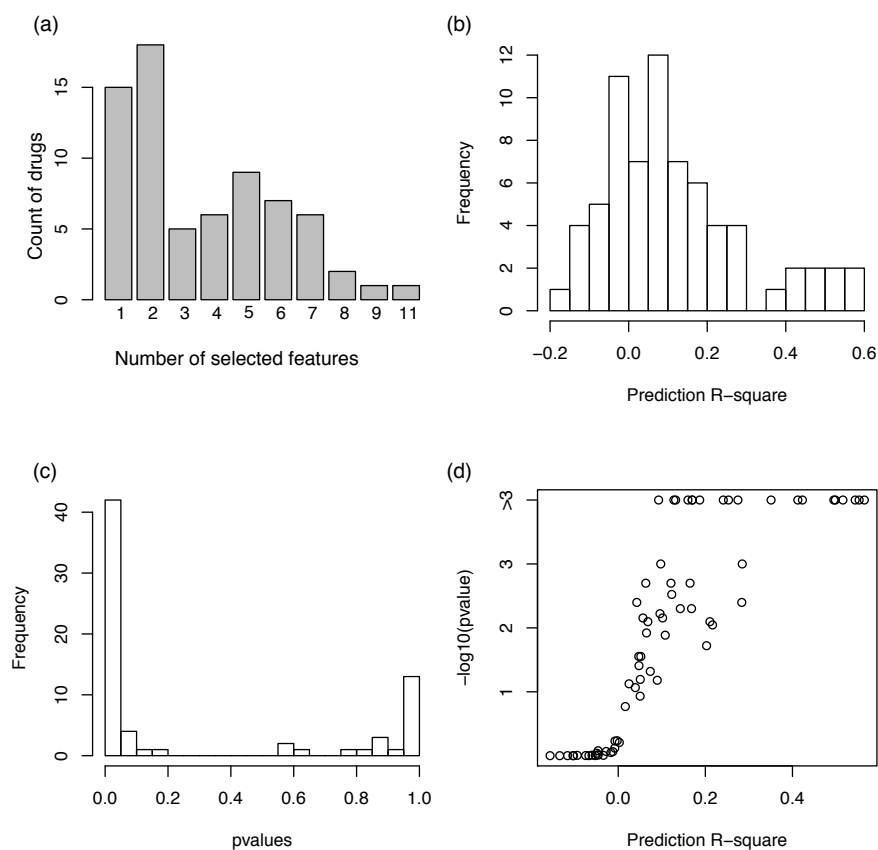 (a)
Count of drugs
15
10
5
0
1 2 3 4 5 6 7 8 9 11
Number of selected features
(b)
Frequency
12
10
8
6
4
2
0
−0.2 0.0 0.2 0.4 0.6
Prediction R−square
(c)
Frequency
40
30
20
10
0
0.0 0.2 0.4 0.6 0.8 1.0
pvalues
(d)
−log10(pvalue)
>3
3
2
1
0.0 0.2 0.4
Prediction R−square